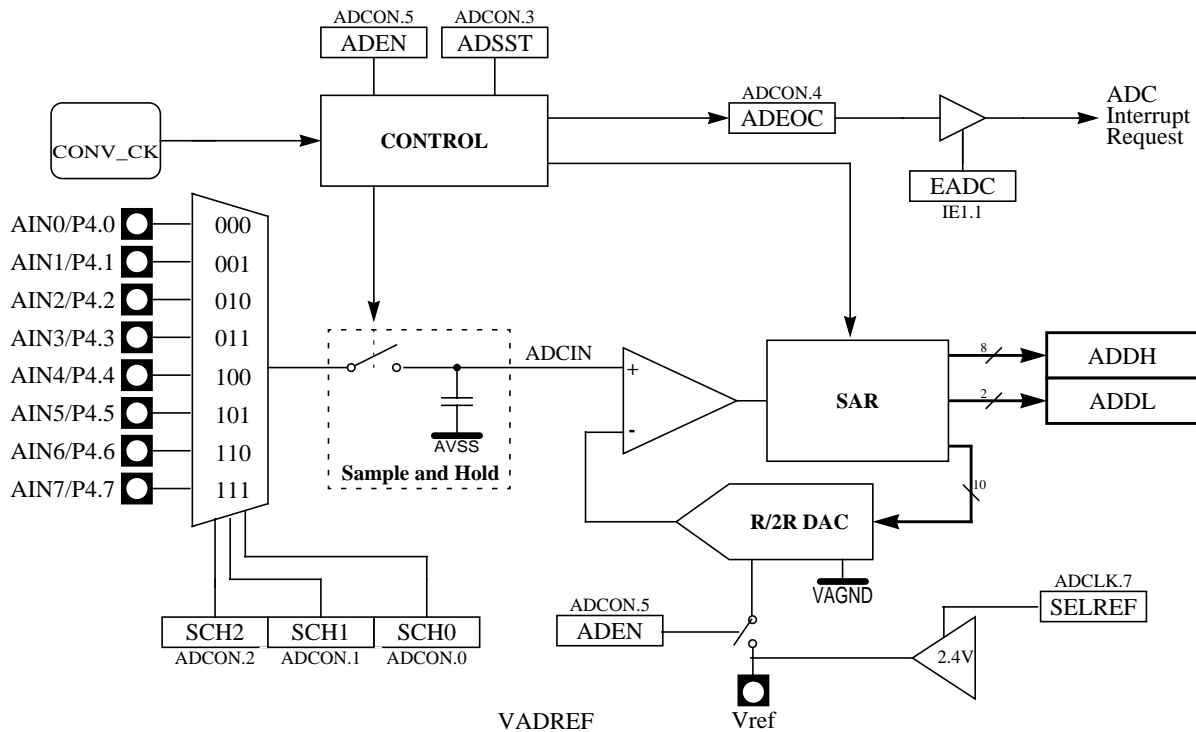 ADCON.5
ADEN
ADCON.3
ADSST
CONV_CK
CONTROL
ADCON.4
ADEOC
ADC
Interrupt
Request
EADC
IE1.1
AIN0/P4.0
000
AIN1/P4.1
001
AIN2/P4.2
010
AIN3/P4.3
011
AIN4/P4.4
100
AIN5/P4.5
101
AIN6/P4.6
110
AIN7/P4.7
111
ADCIN
AVSS
Sample and Hold
+
-
SAR
8
ADDH
2
ADDL
10
R/2R DAC
VAGND
ADCON.5
ADEN
ADCLK.7
SELREF
2.4V
SCH2
SCH1
SCH0
ADCON.2
ADCON.1
ADCON.0
VADREF
Vref